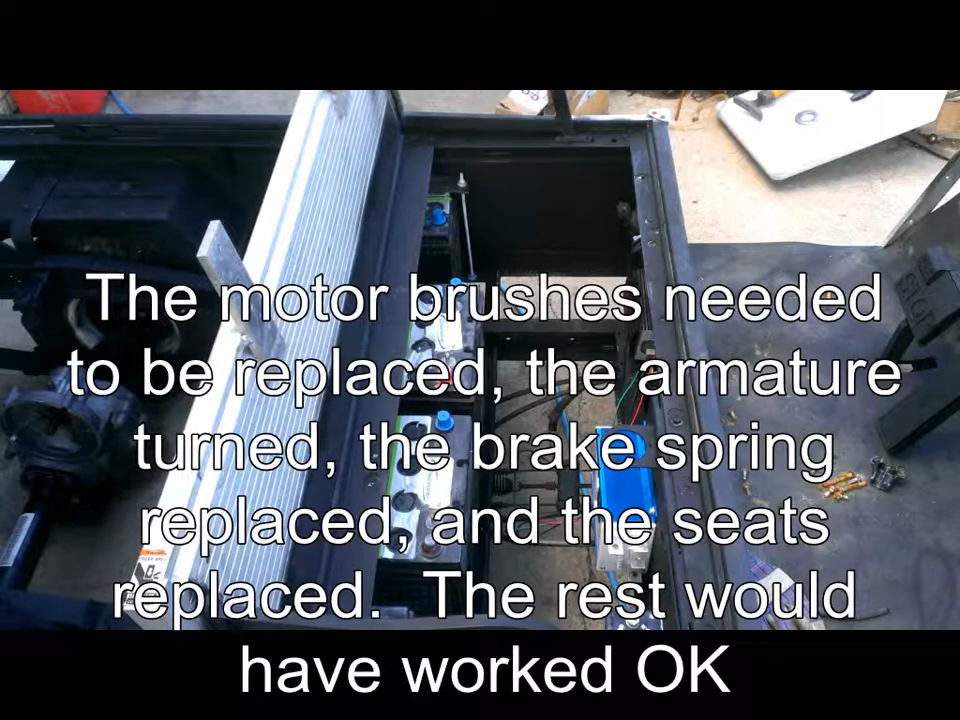 The motor brushes needed
to be replaced, the armature
turned, the brake spring
replaced, and the seats
replaced.  The rest would
have worked OK